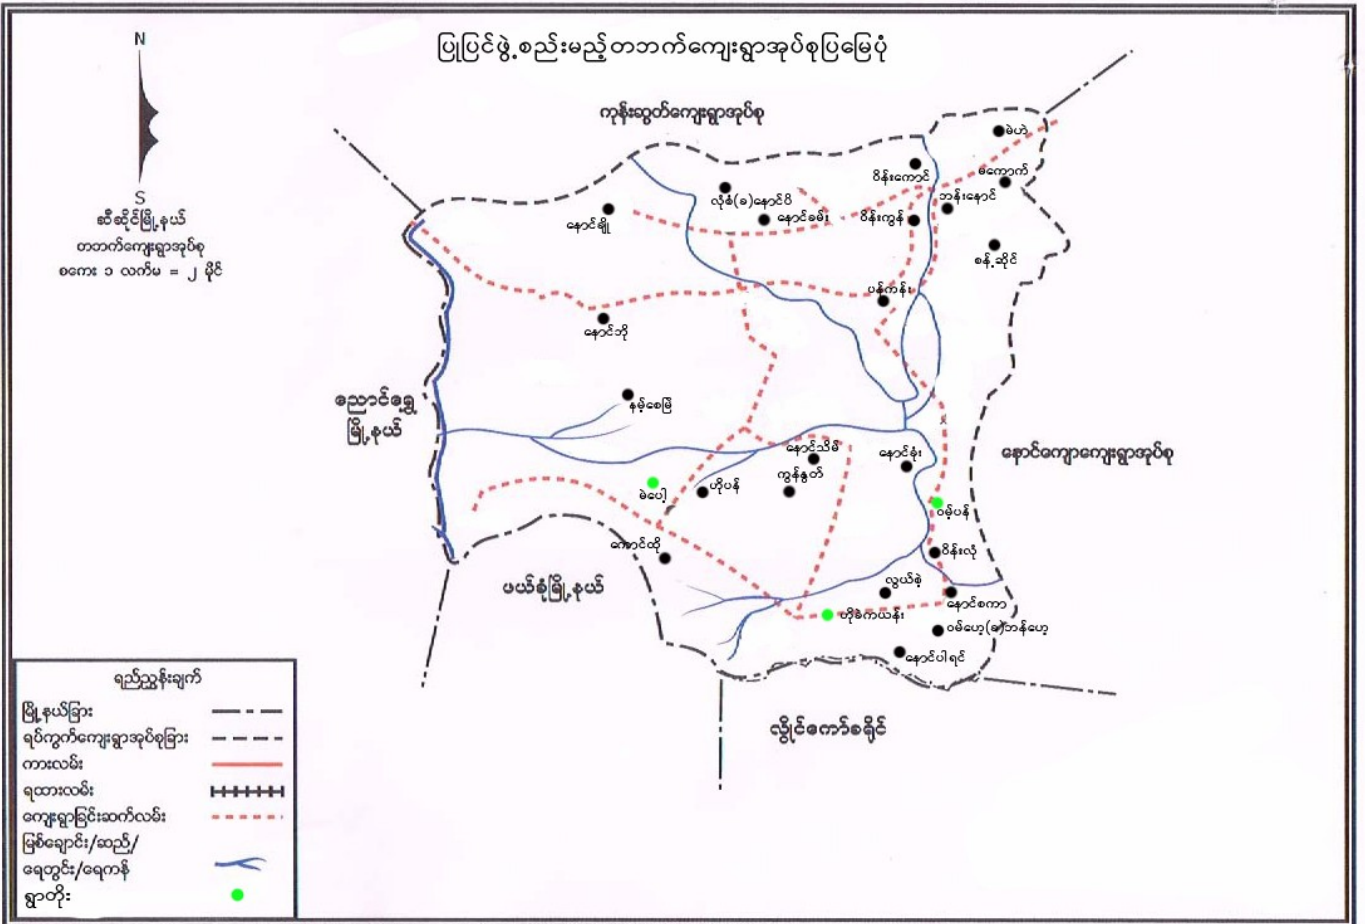 ပြုပြင်ဖွဲ့စည်းမည့်တဘက်ကျေးရွာအုပ်စုပြမြေပုံ
N
S
ဆီဆိုင်မြို့နယ်
တဘက်ကျေးရွာအုပ်စု
စကေး ၁ လက်မ = ၂ မိုင်
ကုန်းဆွတ်ကျေးရွာအုပ်စု
မဲဟဲ
ဝိန်းကောင်
မကျောက်
လုံစံ(ခ)နောင်ပိ
ဘန်းနောင်
နောင်ချို
နောင်ခမ်း
ဝိန်းကွန်
စန့်ဆိုင်
ပန်ကန်း
နောင်ဘို
ညောင်ရွှေ
မြို့နယ်
နမ့်စေမြဲ
နောင်သိမ်
နောင်ခုံး
နောင်ကျောကျေးရွာအုပ်စု
ကွန်နွတ်
မဲပေါ့
ဟိုပန်
ဝမ့်ပန်
ကောင်ထို
ဝိန်းလုံ
ဖယ်ခုံမြို့နယ်
လွယ်ခဲ့
နောင်စကာ
ဟိုခဲကယန်း
ဝမ်ဟေ့(ခ)ဘန်ဟေ့
နောင်ပါရင်
လွိုင်ကော်ခရိုင်
ရည်ညွှန်းချက်
မြို့နယ်ခြား
ရပ်ကွက်ကျေးရွာအုပ်စုခြား
ကားလမ်း
ရထားလမ်း
ကျေးရွာခြင်းဆက်လမ်း
မြစ်ချောင်း/ဆည်/
ရေတွင်း/ရေကန်
ရွာတိုး